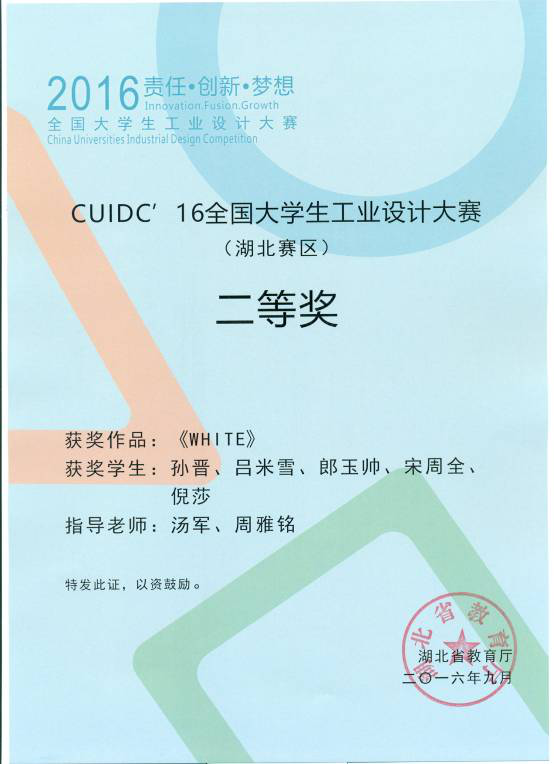 2016责任•创新•梦想
Innovation.Fusion.Growth
全国大学生工业设计大赛
China Universities Industrial Design Competition
CUIDC' 16全国大学生工业设计大赛
（湖北赛区）
二等奖
获奖作品：《WHITE》
获奖学生：孙晋、吕米雪、郎玉帅、宋周全、
倪莎
指导老师：汤军、周雅铭
特发此证，以资鼓励。
湖北省教育厅
湖北省教育厅
二〇一六年九月